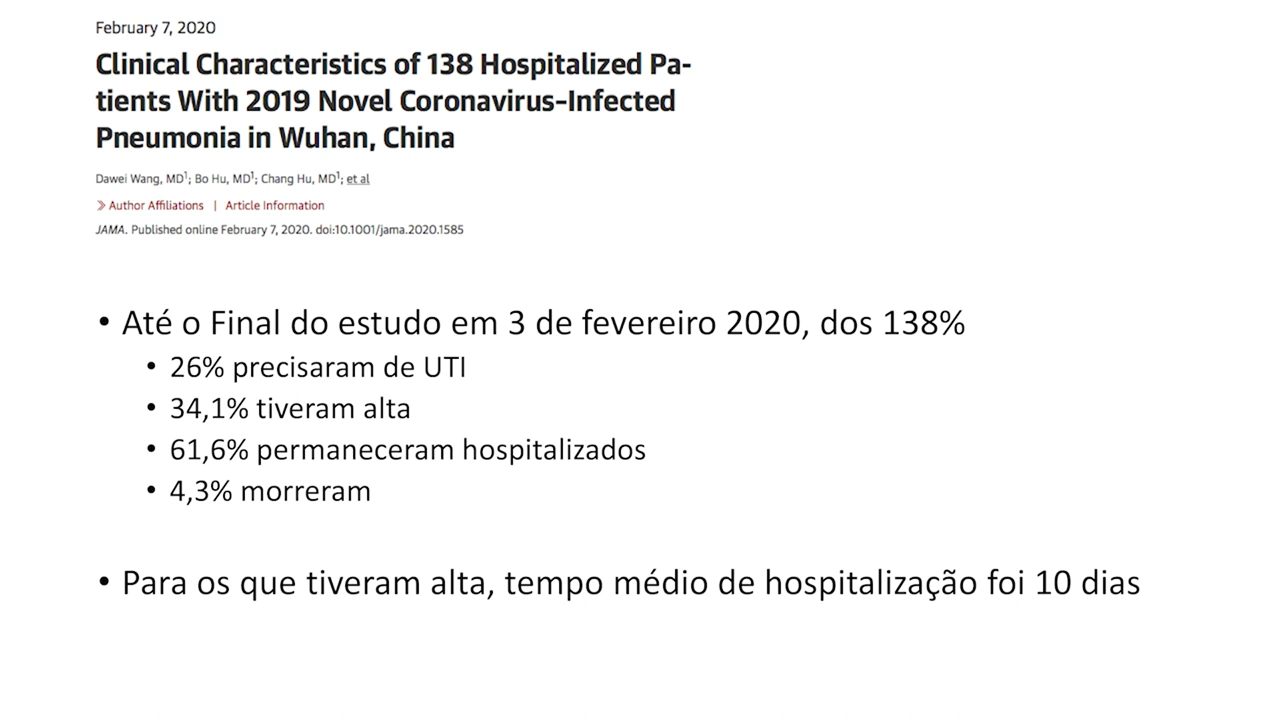 February 7, 2020
Clinical Characteristics of 138 Hospitalized Pa-
tients With 2019 Novel Coronavirus–Infected
Pneumonia in Wuhan, China
Dawei Wang, MD¹; Bo Hu, MD¹; Chang Hu, MD¹; et al
» Author Affiliations | Article Information
JAMA. Published online February 7, 2020. doi:10.1001/jama.2020.1585
• Até o Final do estudo em 3 de fevereiro 2020, dos 138%
• 26% precisaram de UTI
• 34,1% tiveram alta
• 61,6% permaneceram hospitalizados
• 4,3% morreram
• Para os que tiveram alta, tempo médio de hospitalização foi 10 dias